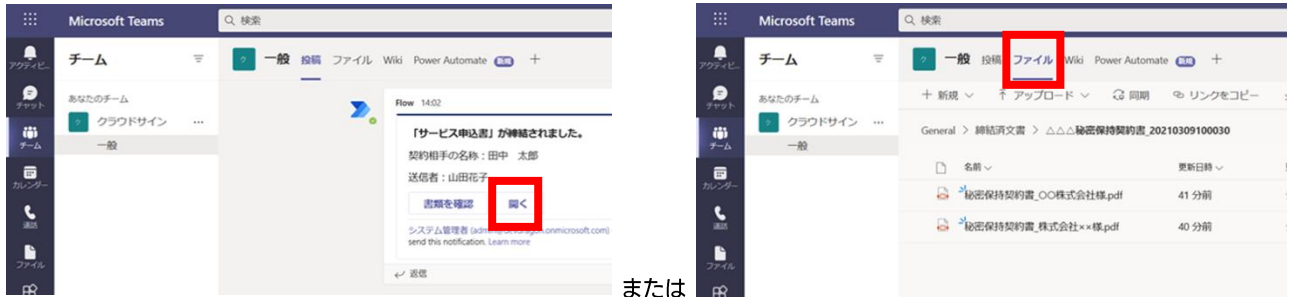 Microsoft Teams
検索
アクティビ...
チャット
チーム
カレンダー
通話
ファイル
チーム
あなたのチーム
ク クラウドサイン ...
一般
ク 一般 投稿 ファイル Wiki Power Automate 新規 +
Flow 14:02
「サービス申込書」が締結されました。
契約相手の名称：田中 太郎
送信者：山田花子
書類を確認 開く
システム管理者 (admin onmicrosoft.com)
send this notification. Learn more
返信
または
Microsoft Teams
検索
アクティビ...
チャット
チーム
カレンダー
通話
ファイル
チーム
あなたのチーム
ク クラウドサイン ...
一般
ク 一般 投稿 ファイル Wiki Power Automate 新規 +
+ 新規 アップロード 同期 リンクをコピー
General > 締結済文書 > △△△秘密保持契約書_20210309100030
名前 更新日時
秘密保持契約書_○○株式会社様.pdf 41 分前
秘密保持契約書_株式会社××様.pdf 40 分前